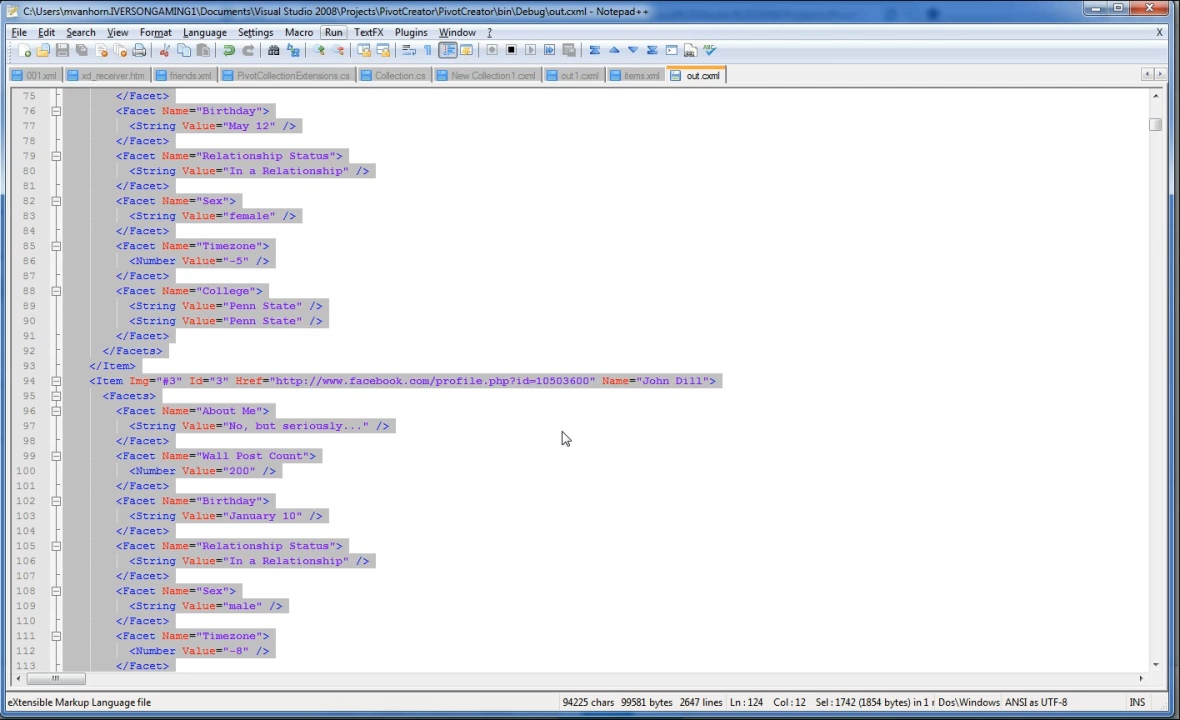 C:\Users\mvanhorn.IVERSONGAMING1\Documents\Visual Studio 2008\Projects\PivotCreator\PivotCreator\bin\Debug\out.cxml - Notepad++
File Edit Search View Format Language Settings Macro Run TextFX Plugins Window ? X
001.xml xd_receiver.htm friends.xml PivotCollectionExtensions.cs Collection.cs New Collection1.cxml out1.cxml items.xml out.cxml
75 </Facet>
76 <Facet Name="Birthday">
77 <String Value="May 12" />
78 </Facet>
79 <Facet Name="Relationship Status">
80 <String Value="In a Relationship" />
81 </Facet>
82 <Facet Name="Sex">
83 <String Value="female" />
84 </Facet>
85 <Facet Name="Timezone">
86 <Number Value="-5" />
87 </Facet>
88 <Facet Name="College">
89 <String Value="Penn State" />
90 <String Value="Penn State" />
91 </Facet>
92 </Facets>
93 </Item>
94 <Item Img="#3" Id="3" Href="http://www.facebook.com/profile.php?id=10503600" Name="John Dill">
95 <Facets>
96 <Facet Name="About Me">
97 <String Value="No, but seriously..." />
98 </Facet>
99 <Facet Name="Wall Post Count">
100 <Number Value="200" />
101 </Facet>
102 <Facet Name="Birthday">
103 <String Value="January 10" />
104 </Facet>
105 <Facet Name="Relationship Status">
106 <String Value="In a Relationship" />
107 </Facet>
108 <Facet Name="Sex">
109 <String Value="male" />
110 </Facet>
111 <Facet Name="Timezone">
112 <Number Value="-8" />
113 </Facet>
eXtensible Markup Language file 94225 chars 99581 bytes 2647 lines Ln : 124 Col : 12 Sel : 1742 (1854 bytes) in 1 r Dos\Windows ANSI as UTF-8 INS